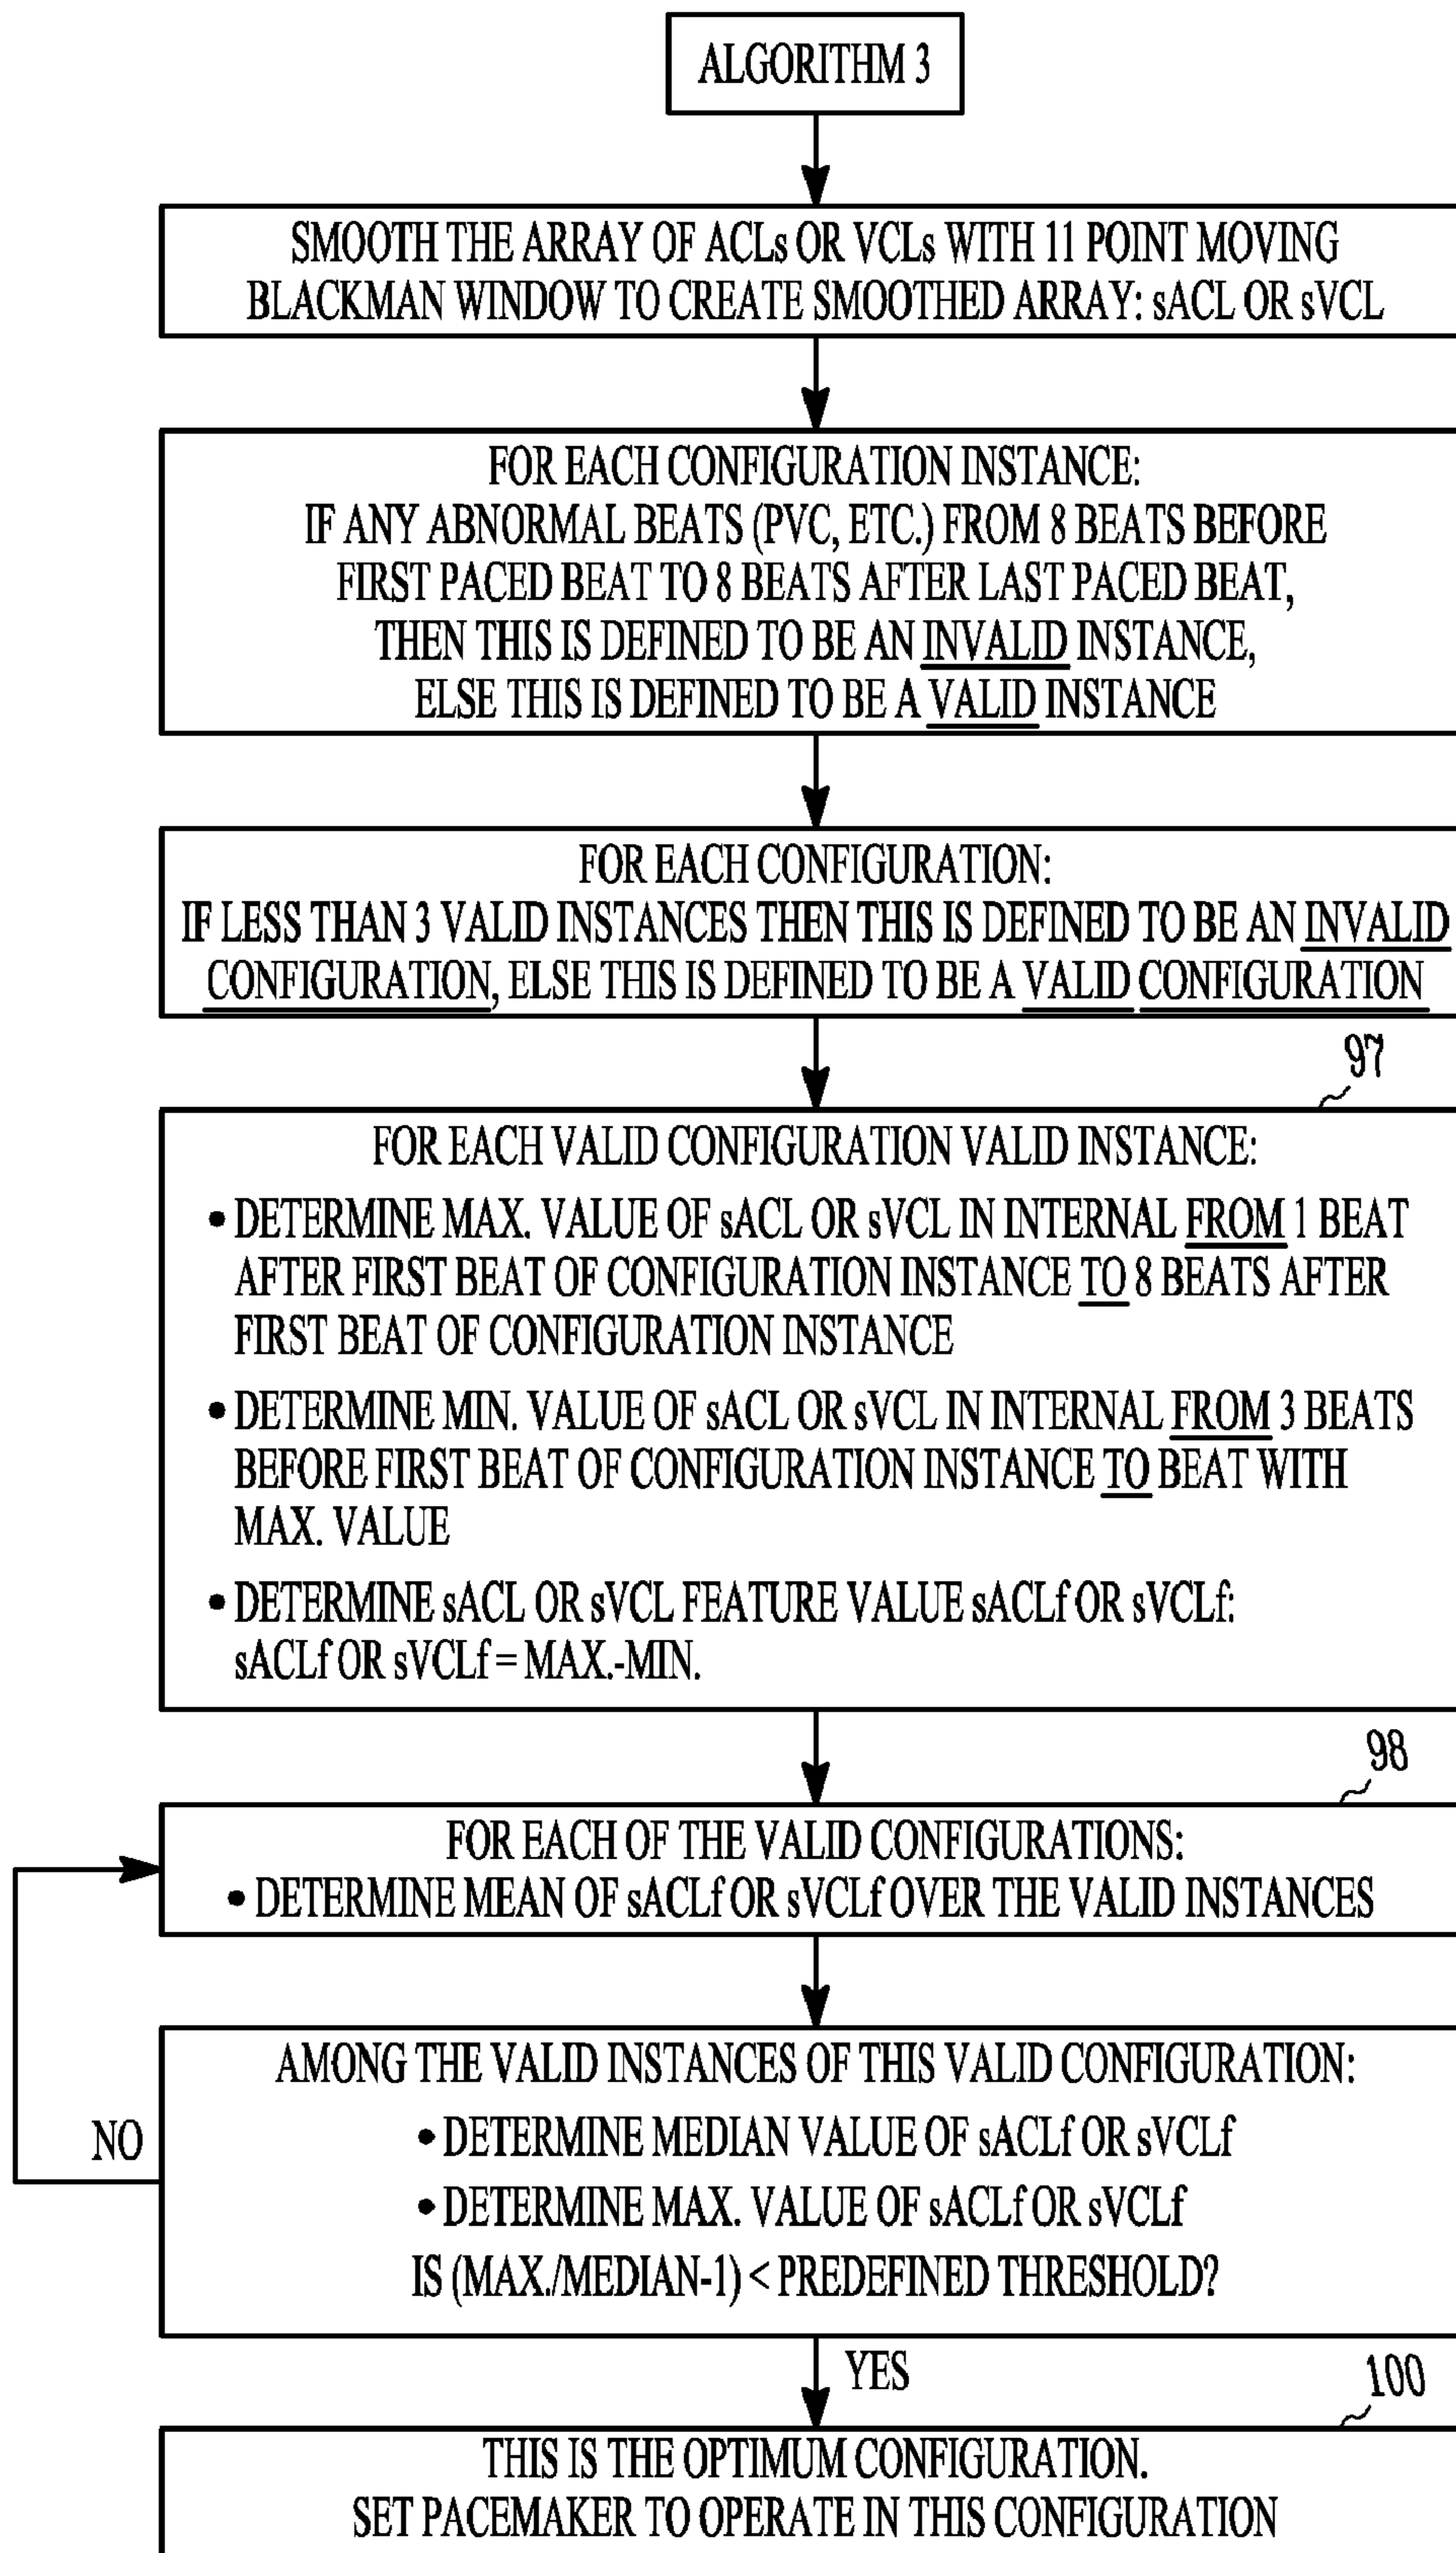 ALGORITHM 3
SMOOTH THE ARRAY OF ACLs OR VCLs WITH 11 POINT MOVING
BLACKMAN WINDOW TO CREATE SMOOTHED ARRAY: sACL OR sVCL
FOR EACH CONFIGURATION INSTANCE:
IF ANY ABNORMAL BEATS (PVC, ETC.) FROM 8 BEATS BEFORE
FIRST PACED BEAT TO 8 BEATS AFTER LAST PACED BEAT,
THEN THIS IS DEFINED TO BE AN INVALID INSTANCE,
ELSE THIS IS DEFINED TO BE A VALID INSTANCE
FOR EACH CONFIGURATION:
IF LESS THAN 3 VALID INSTANCES THEN THIS IS DEFINED TO BE AN INVALID
CONFIGURATION, ELSE THIS IS DEFINED TO BE A VALID CONFIGURATION
97
FOR EACH VALID CONFIGURATION VALID INSTANCE:
• DETERMINE MAX. VALUE OF sACL OR sVCL IN INTERNAL FROM 1 BEAT
AFTER FIRST BEAT OF CONFIGURATION INSTANCE TO 8 BEATS AFTER
FIRST BEAT OF CONFIGURATION INSTANCE
• DETERMINE MIN. VALUE OF sACL OR sVCL IN INTERNAL FROM 3 BEATS
BEFORE FIRST BEAT OF CONFIGURATION INSTANCE TO BEAT WITH
MAX. VALUE
• DETERMINE sACL OR sVCL FEATURE VALUE sACLf OR sVCLf:
sACLf OR sVCLf = MAX.-MIN.
98
FOR EACH OF THE VALID CONFIGURATIONS:
• DETERMINE MEAN OF sACLf OR sVCLf OVER THE VALID INSTANCES
AMONG THE VALID INSTANCES OF THIS VALID CONFIGURATION:
• DETERMINE MEDIAN VALUE OF sACLf OR sVCLf
• DETERMINE MAX. VALUE OF sACLf OR sVCLf
IS (MAX./MEDIAN-1) < PREDEFINED THRESHOLD?
NO
YES
100
THIS IS THE OPTIMUM CONFIGURATION.
SET PACEMAKER TO OPERATE IN THIS CONFIGURATION